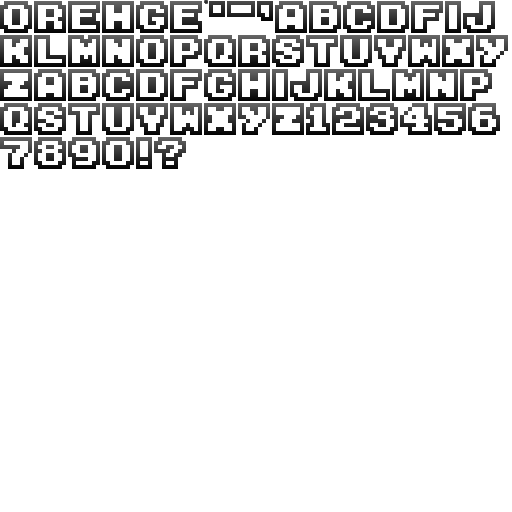 OREHGE-—'ABCDFIJ
KLMNOPQRSTUVWXY
ZABCDFGHIJKLMNP
QSTUVWXYZ123456
7890!?